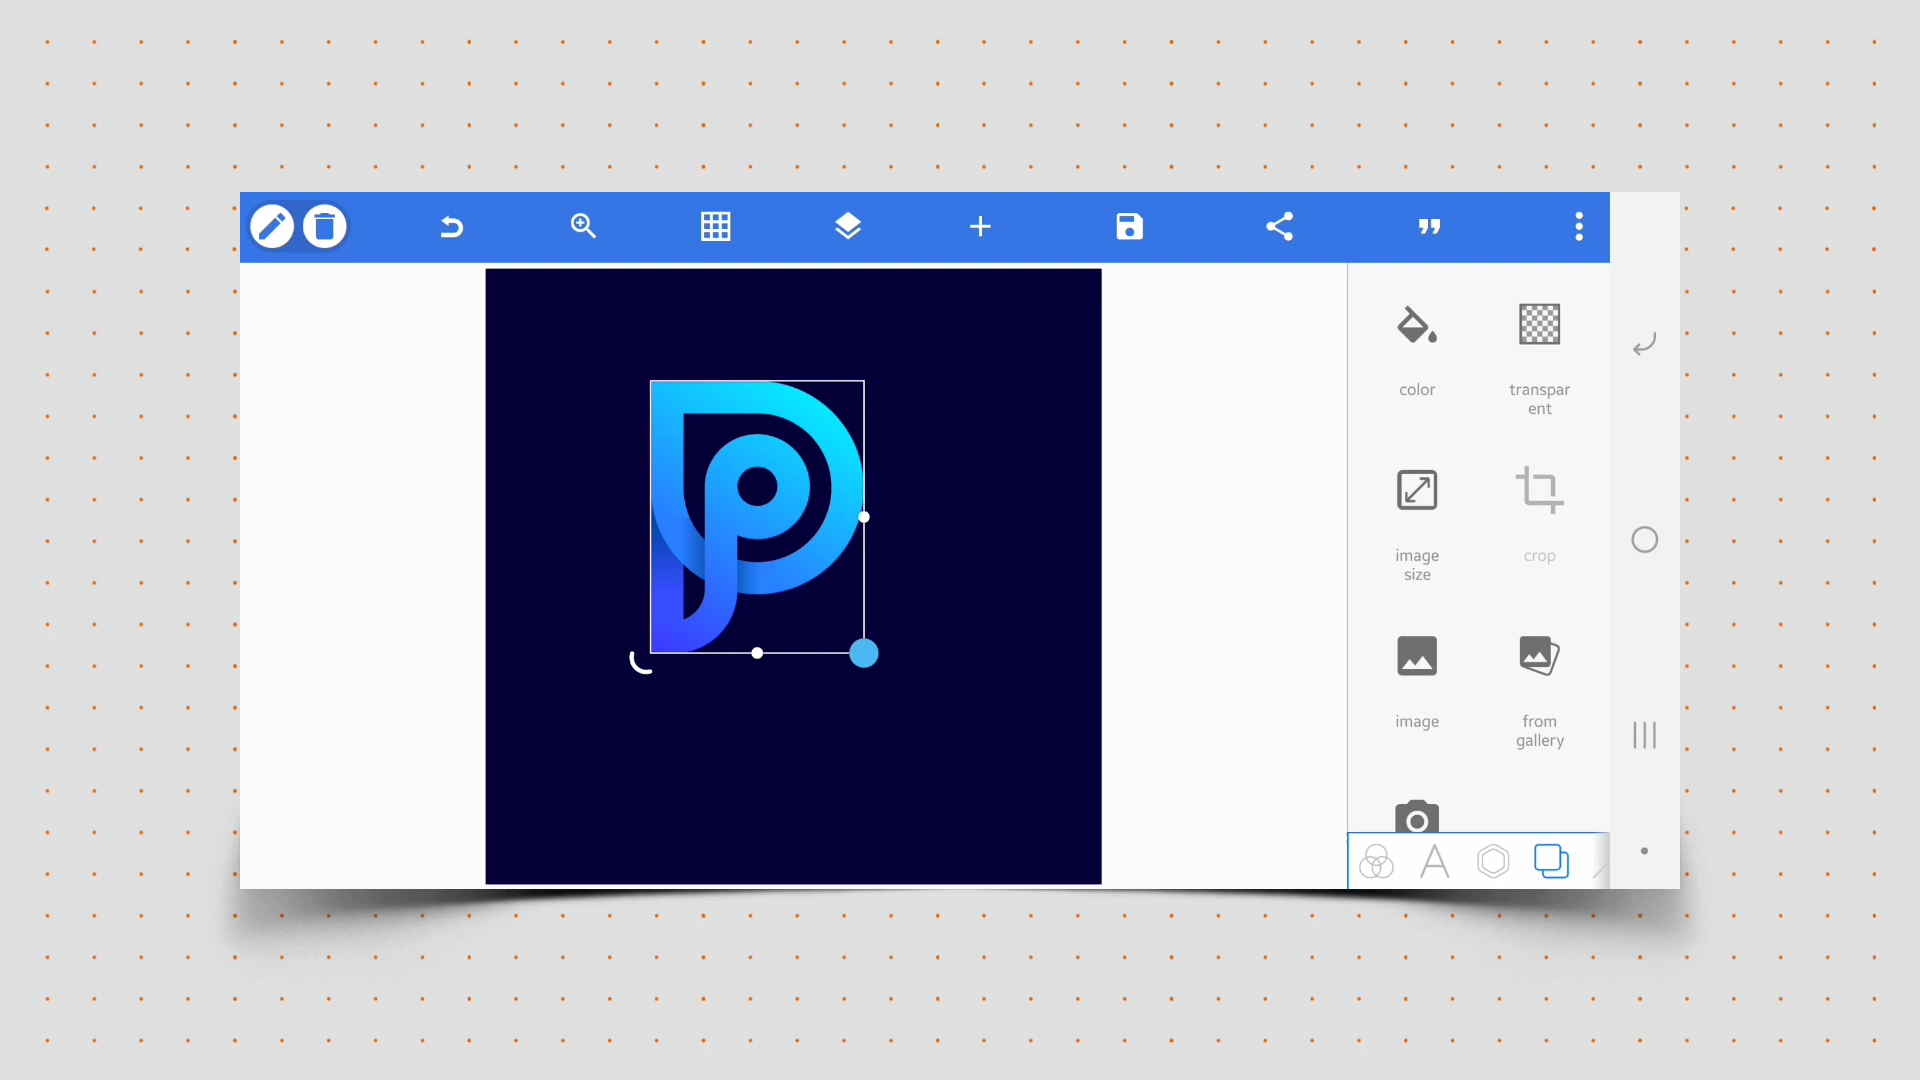 color
transpar
ent
image
size
crop
image
from
gallery